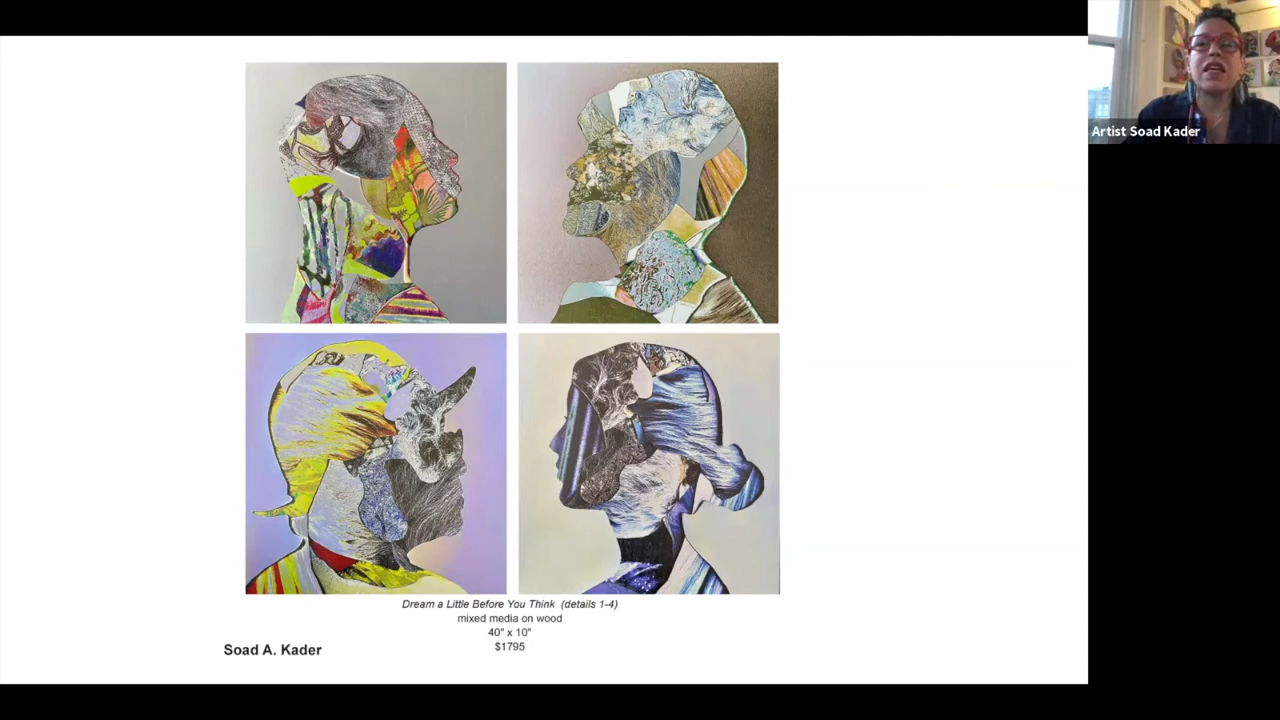 Artist Soad Kader
Dream a Little Before You Think (details 1-4)
mixed media on wood
40" x 10"
$1795
Soad A. Kader